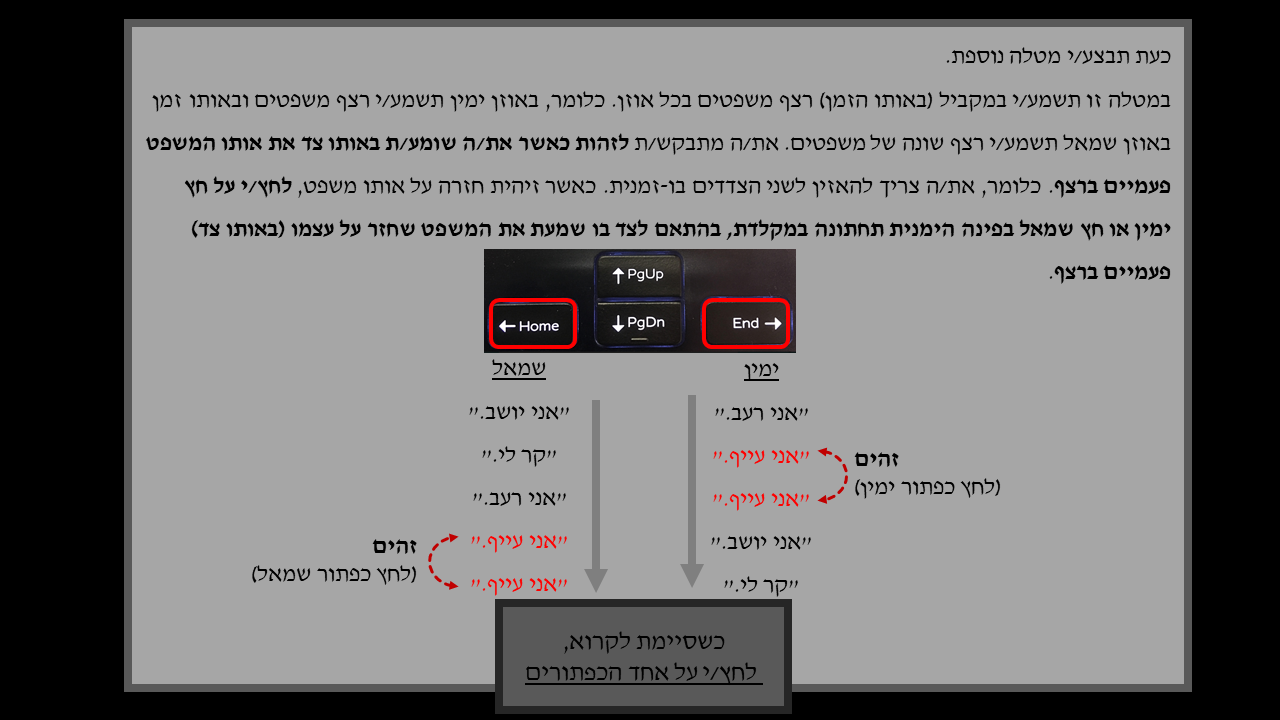 כעת תבצע/י מטלה נוספת.
במטלה זו תשמע/י במקביל (באותו הזמן) רצף משפטים בכל אוזן. כלומר, באוזן ימין תשמע/י רצף משפטים ובאותו זמן
באוזן שמאל תשמע/י רצף שונה של משפטים. את/ה מתבקש/ת לזהות כאשר את/ה שומע/ת באותו צד את אותו המשפט
פעמיים ברצף. כלומר, את/ה צריך להאזין לשני הצדדים בו-זמנית. כאשר זיהית חזרה על אותו משפט, לחץ/י על חץ
ימין או חץ שמאל בפינה הימנית תחתונה במקלדת, בהתאם לצד בו שמעת את המשפט שחזר על עצמו (באותו צד)
פעמיים ברצף.
↑ PgUp
← Home
↓ PgDn
End →
ימין
"אני רעב."
"אני עייף."
"אני עייף."
"אני יושב."
"קר לי."
זהים
(לחץ כפתור ימין)
שמאל
"אני יושב."
"קר לי."
"אני רעב."
"אני עייף."
"אני עייף."
זהים
(לחץ כפתור שמאל)
כשסיימת לקרוא,
לחץ/י על אחד הכפתורים